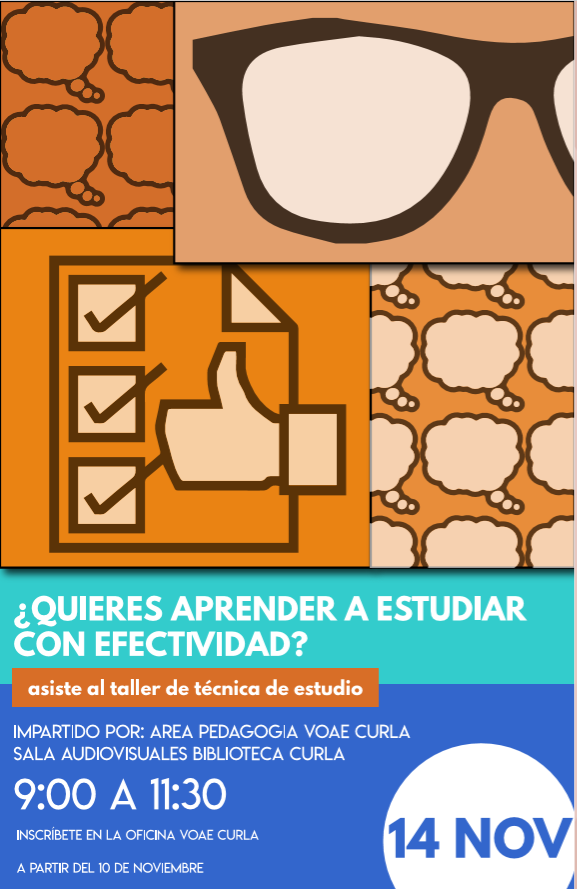 ¿QUIERES APRENDER A ESTUDIAR
CON EFECTIVIDAD?
asiste al taller de técnica de estudio
IMPARTIDO POR: AREA PEDAGOGIA VOAE CURLA
SALA AUDIOVISUALES BIBLIOTECA CURLA
9:00 A 11:30
INSCRÍBETE EN LA OFICINA VOAE CURLA
A PARTIR DEL 10 DE NOVIEMBRE
14 NOV